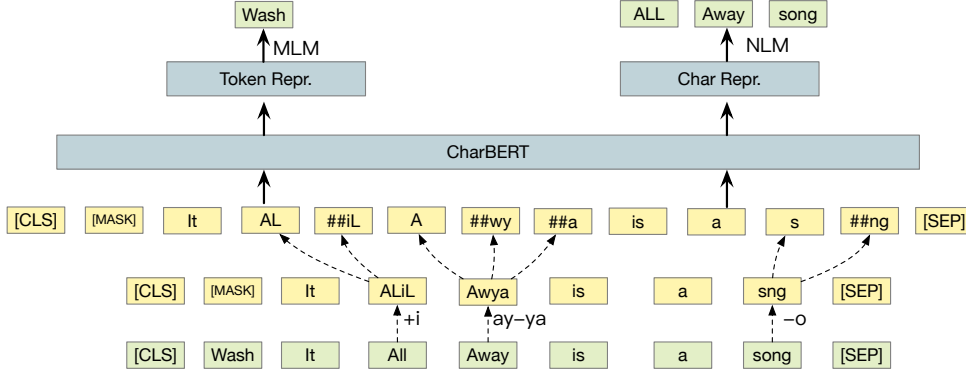 Wash ALL Away song
MLM NLM
Token Repr. Char Repr.
CharBERT
[CLS] [MASK] It AL ##iL A ##wy ##a is a s ##ng [SEP]
[CLS] [MASK] It ALiL Awya is a sng [SEP]
+i ay–ya –o
[CLS] Wash It All Away is a song [SEP]